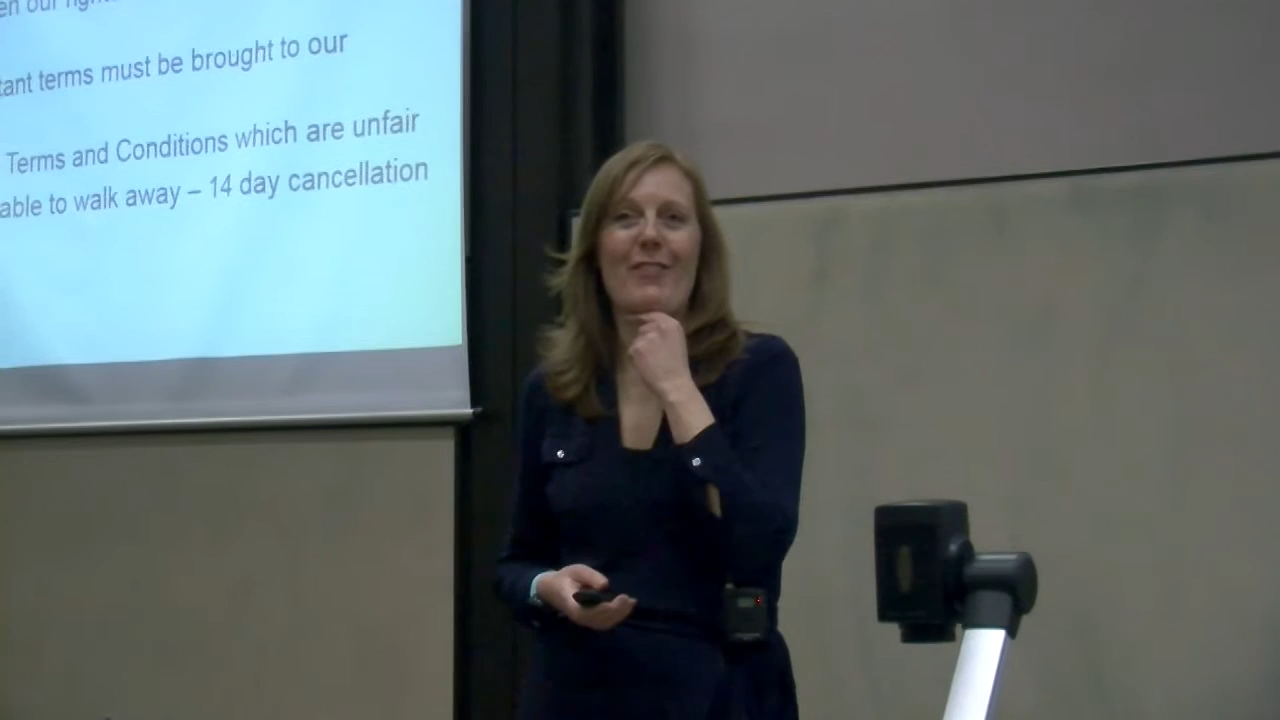 en our right
tant terms must be brought to our
Terms and Conditions which are unfair
able to walk away – 14 day cancellation